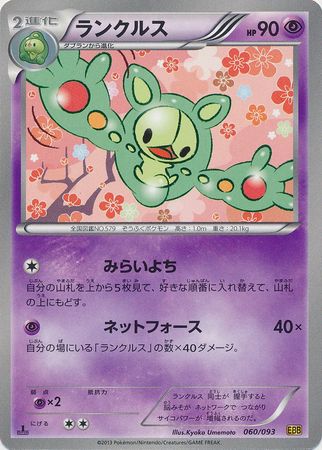 2進化 ランクルス HP90
ダブランから進化
全国図鑑NO.579 ぞうふくポケモン 高さ：1.0m 重さ：20.1kg
みらいよち
自分の山札を上から5枚見て、好きな順番に入れ替えて、山札
の上にもどす。
ネットフォース 40×
自分の場にいる「ランクルス」の数×40ダメージ。
弱点 抵抗力
×2
にげる
ランクルス 同士が 握手すると
脳みそが ネットワークで つながり
サイコパワーが 増幅されるのだ。
Illus.Kyoko Umemoto EBB 060/093
©2013 Pokémon/Nintendo/Creatures/GAME FREAK.